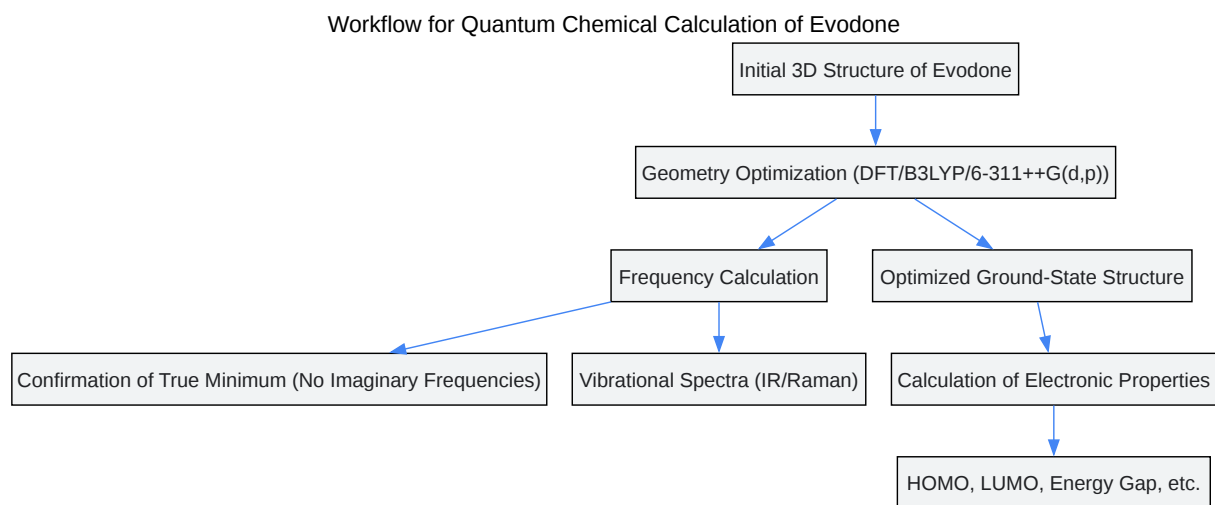 Workflow for Quantum Chemical Calculation of Evodone
Initial 3D Structure of Evodone
Geometry Optimization (DFT/B3LYP/6-311++G(d,p))
Frequency Calculation
Optimized Ground-State Structure
Confirmation of True Minimum (No Imaginary Frequencies)
Vibrational Spectra (IR/Raman)
Calculation of Electronic Properties
HOMO, LUMO, Energy Gap, etc.